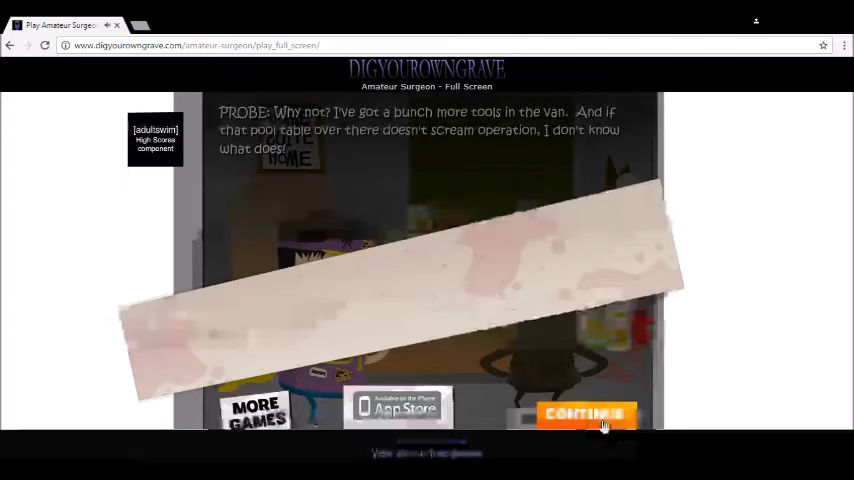 Play Amateur Surgeo
www.digyourowngrave.com/amateur-surgeon/play_full_screen/
DIGYOUROWNGRAVE
Amateur Surgeon - Full Screen
[adultswim]
High Scores
component
PROBE: Why not? I've got a bunch more tools in the van. And if
that pool table over there doesn't scream operation, I don't know
what does!
HOME
MORE
GAMES
Available on the iPhone
App Store
CONTINUE